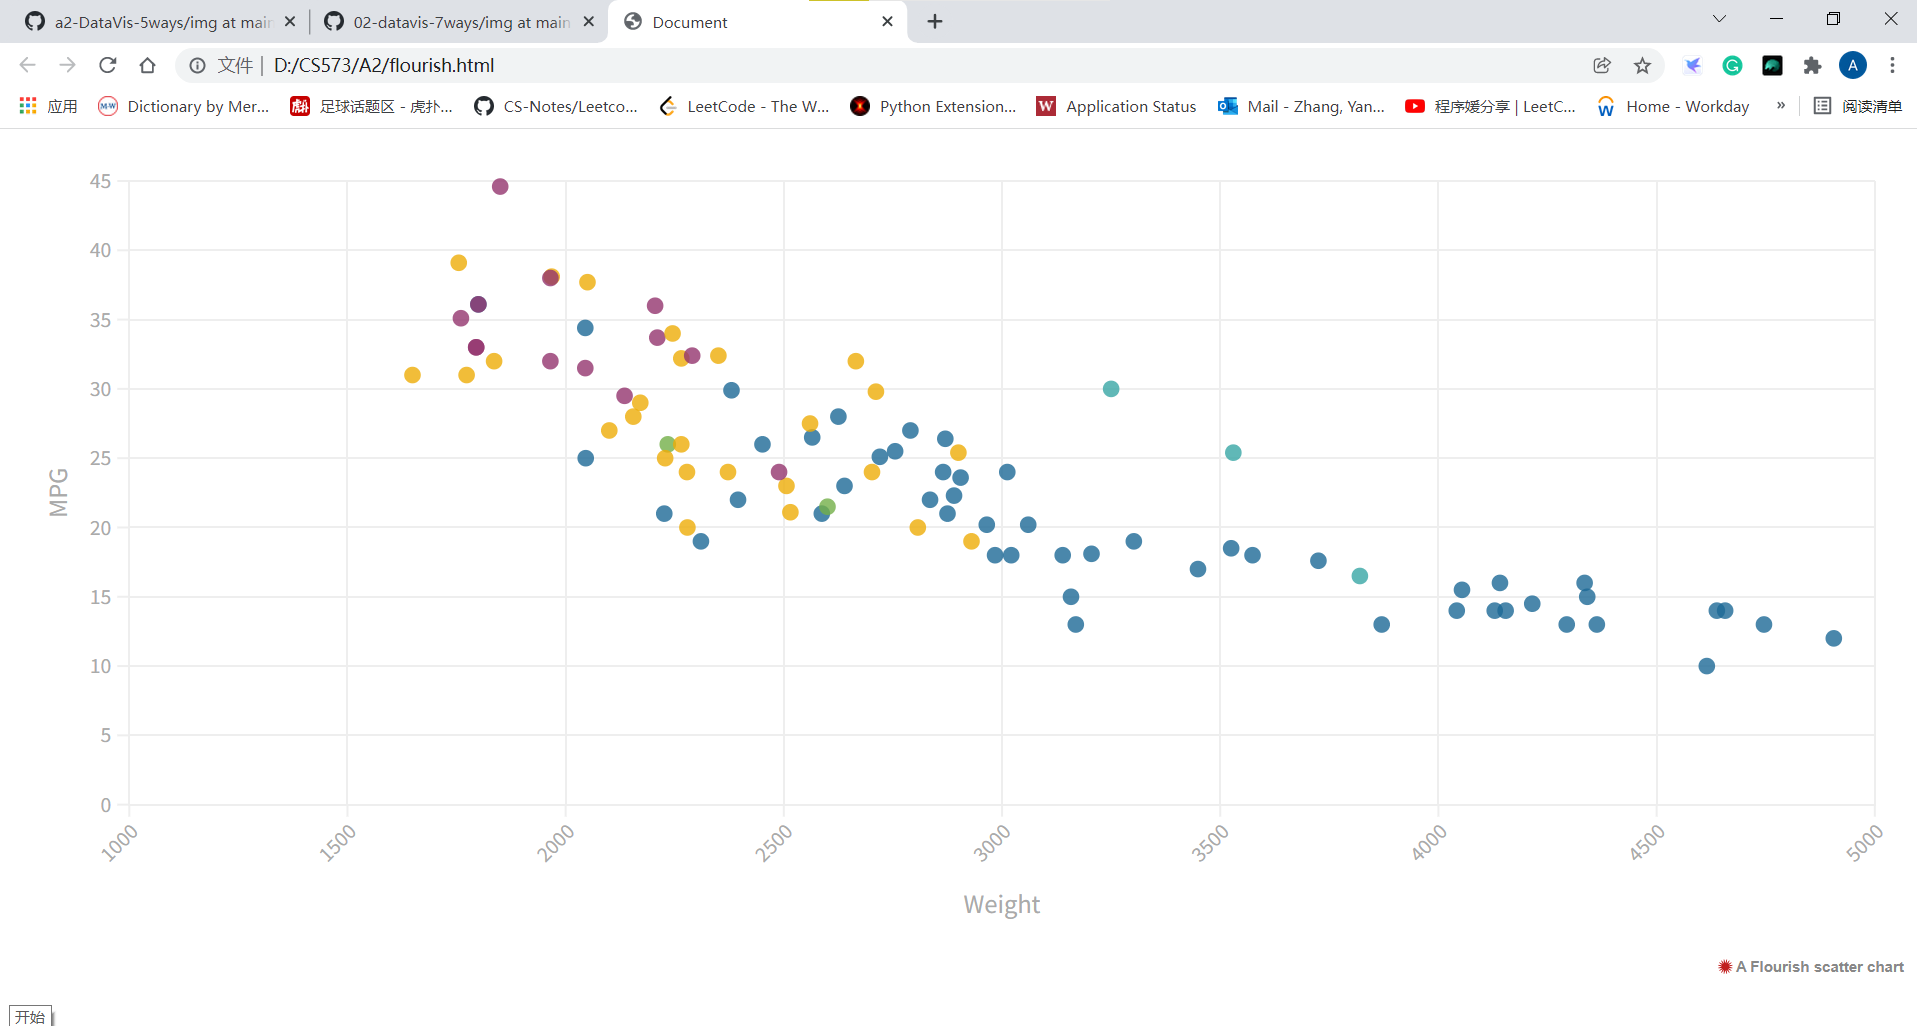 a2-DataVis-5ways/img at main
02-datavis-7ways/img at main
Document
文件 | D:/CS573/A2/flourish.html
A
应用
M-W
Dictionary by Mer...
足球话题区 - 虎扑...
CS-Notes/Leetco...
LeetCode - The W...
Python Extension...
W
Application Status
Mail - Zhang, Yan...
程序媛分享 | LeetC...
Home - Workday
»
阅读清单
45
40
35
30
25
20
15
10
5
0
MPG
1000
1500
2000
2500
3000
3500
4000
4500
5000
Weight
A Flourish scatter chart
开始